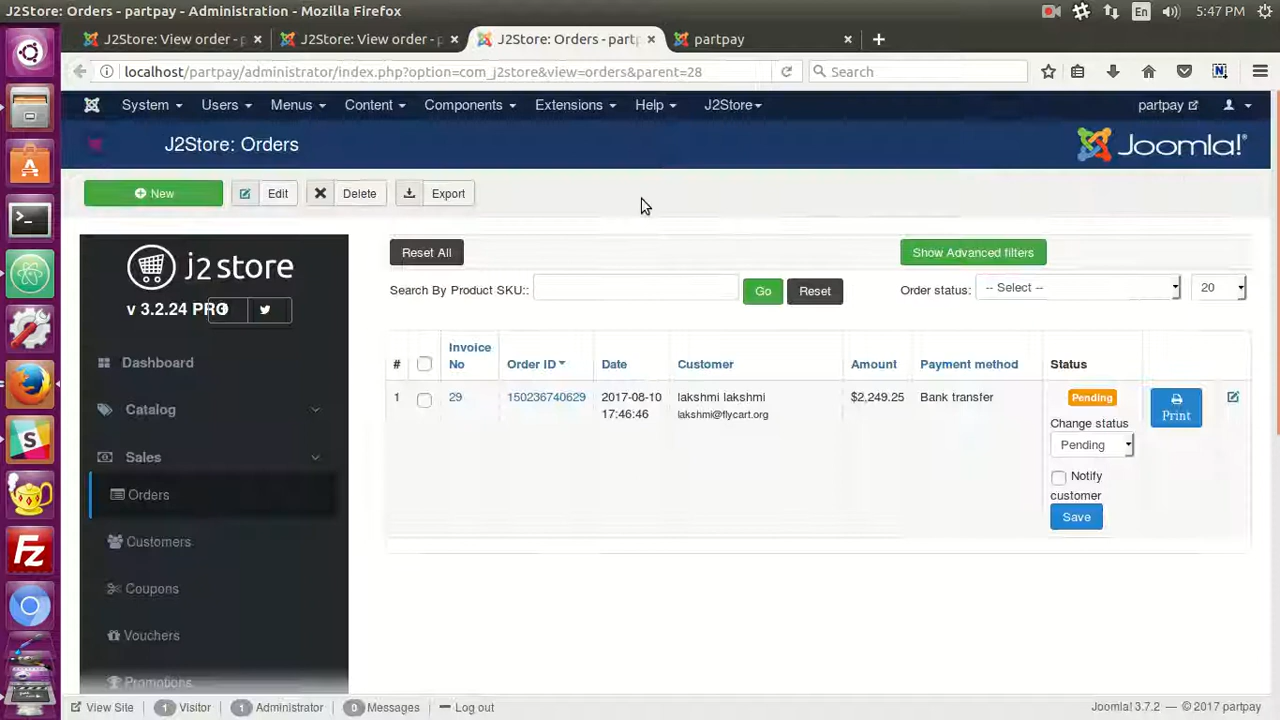 J2Store: Orders - partpay - Administration - Mozilla Firefox
En
5:47 PM
J2Store: View order - p
J2Store: View order - p
J2Store: Orders - partp
partpay
localhost/partpay/administrator/index.php?option=com_j2store&view=orders&parent=28
Search
System Users Menus Content Components Extensions Help J2Store
partpay
J2Store: Orders
Joomla!®
New
Edit
Delete
Export
j2 store
v 3.2.24 PRO
Dashboard
Catalog
Sales
Orders
Customers
Coupons
Vouchers
Promotions
Reset All
Show Advanced filters
Search By Product SKU::
Go
Reset
Order status:
-- Select --
20
# Invoice No Order ID Date Customer Amount Payment method Status
1 29 150236740629 2017-08-10 lakshmi lakshmi $2,249.25 Bank transfer Pending
17:46:46 lakshmi@flycart.org
Change status
Pending
Notify
customer
Save
Print
View Site 1 Visitor 1 Administrator 0 Messages Log out
Joomla! 3.7.2 — © 2017 partpay